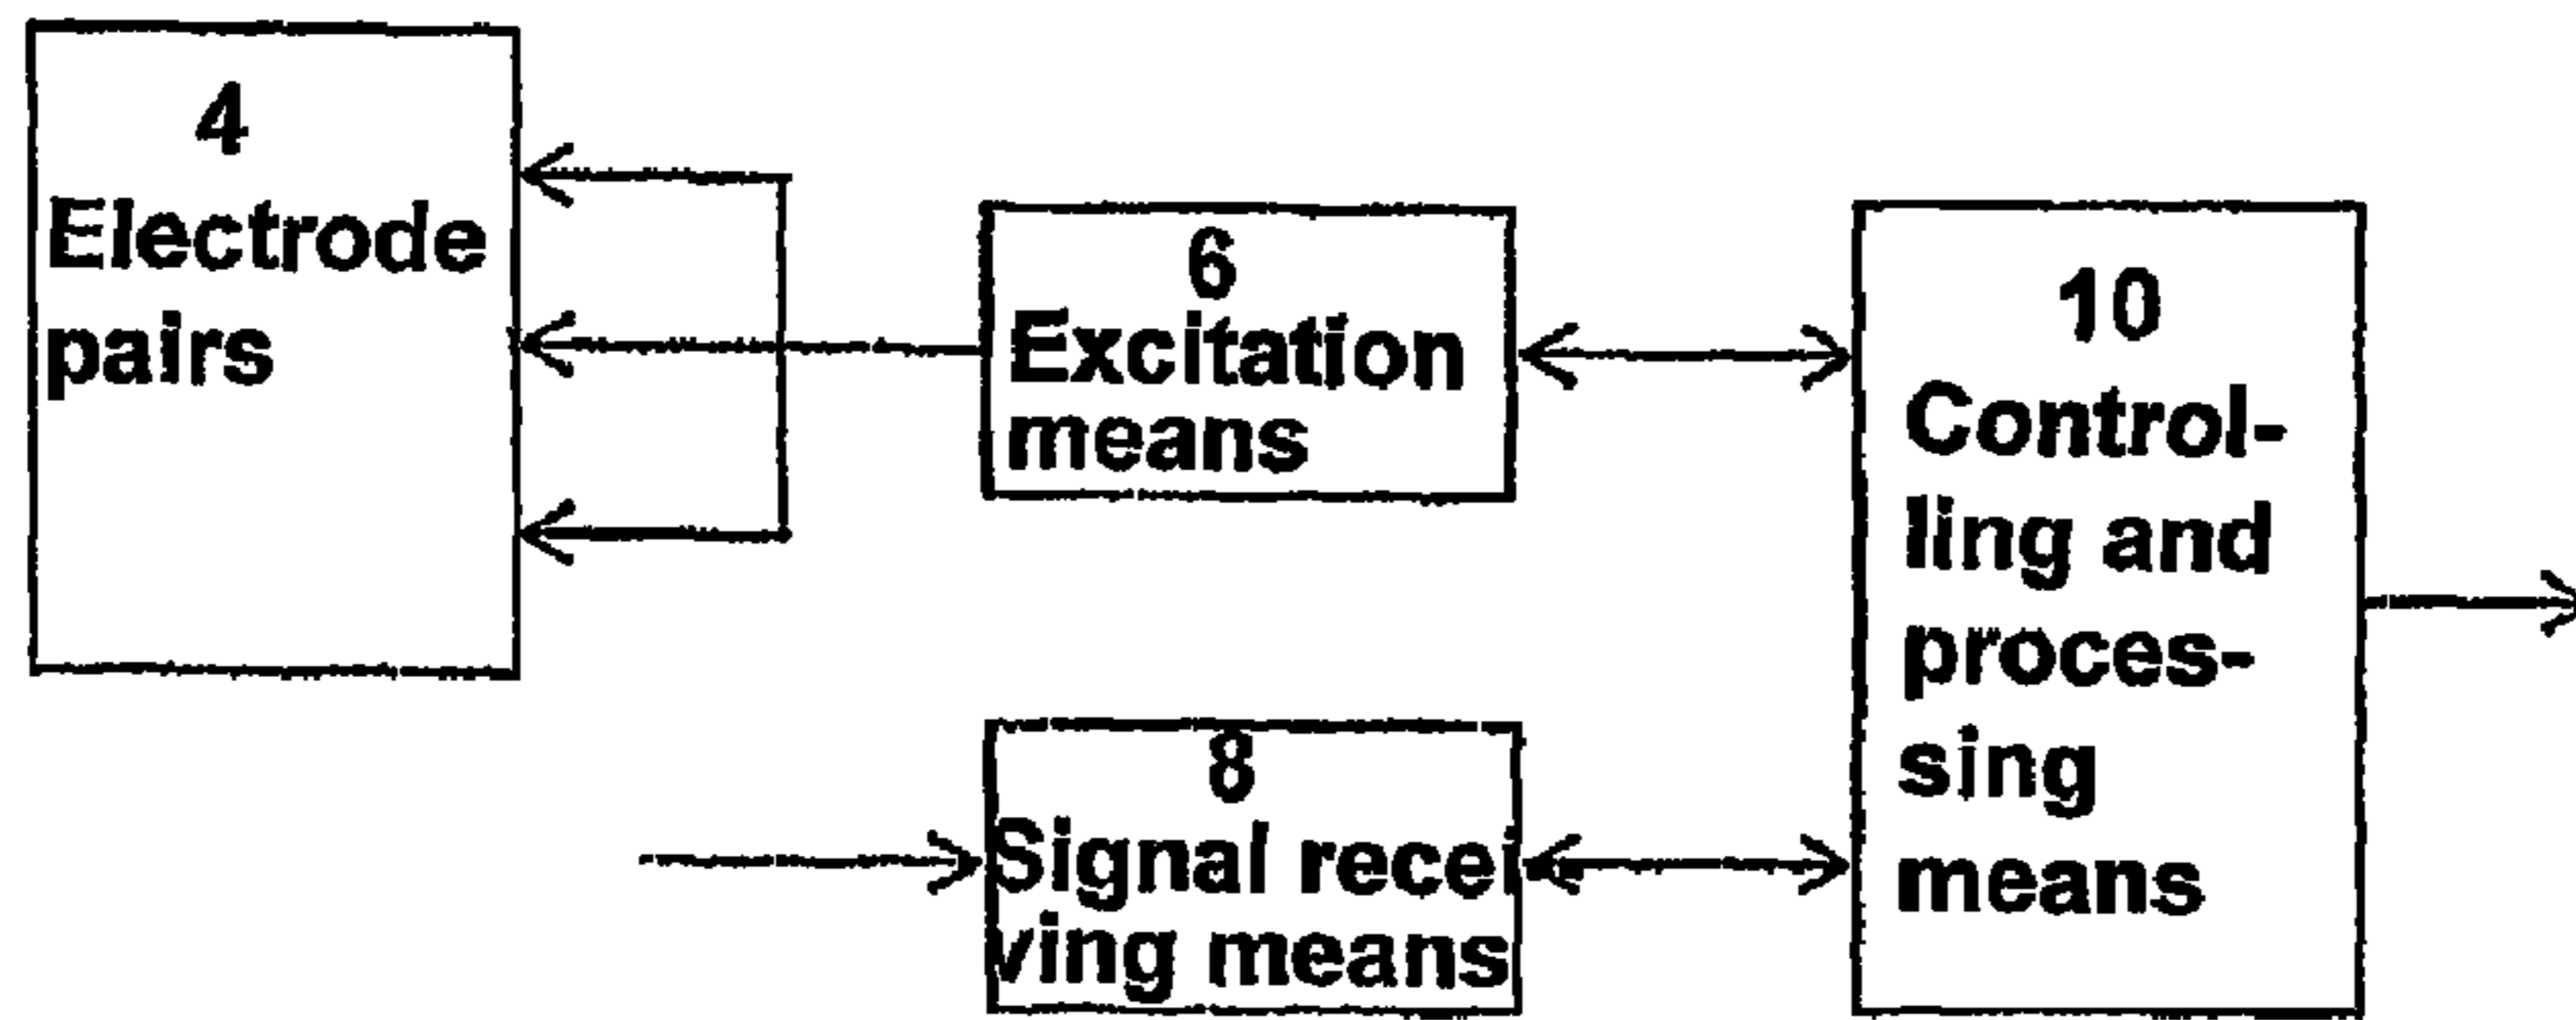 4
Electrode
pairs
6
Excitation
means
8
Signal recei
ving means
10
Control-
ling and
proces-
sing
means